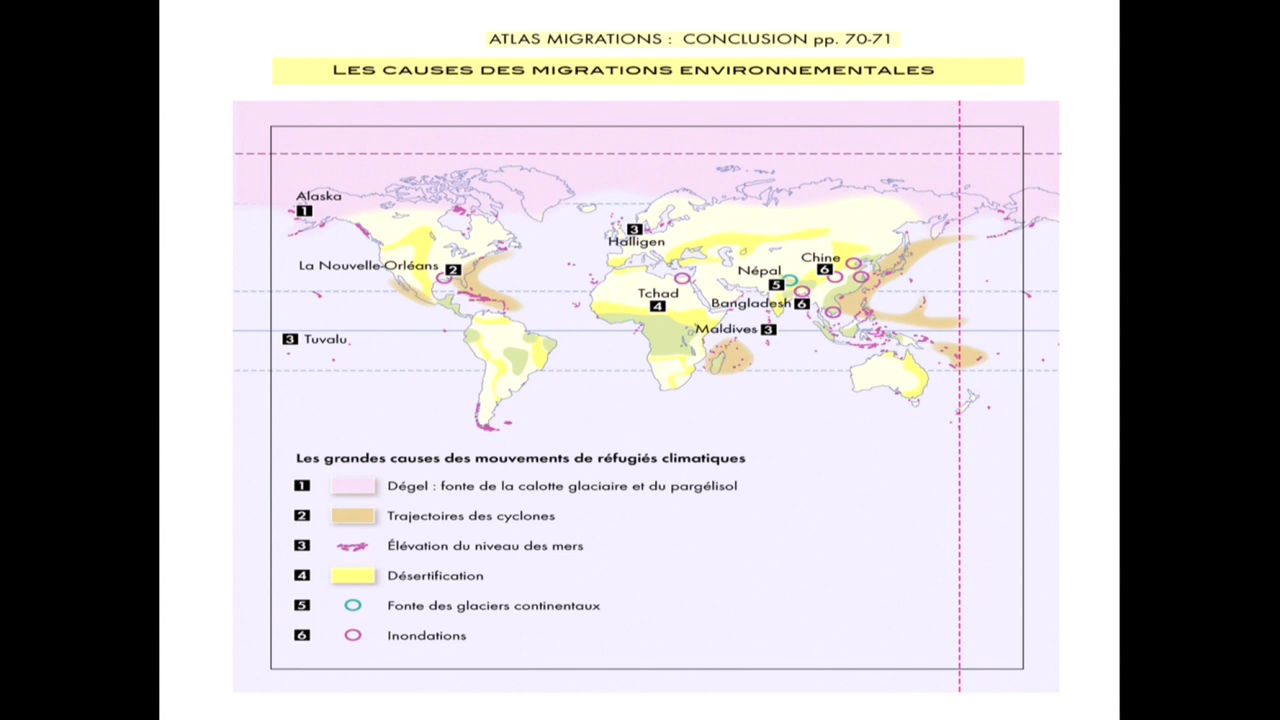 ATLAS MIGRATIONS : CONCLUSION pp. 70-71
LES CAUSES DES MIGRATIONS ENVIRONNEMENTALES
Alaska
1
3
Halligen
La Nouvelle-Orléans 2
Chine
6
Népal
5
Tchad
4
Bangladesh 6
Maldives 3
3 Tuvalu
Les grandes causes des mouvements de réfugiés climatiques
1 Dégel : fonte de la calotte glaciaire et du pargélisol
2 Trajectoires des cyclones
3 Élévation du niveau des mers
4 Désertification
5 Fonte des glaciers continentaux
6 Inondations